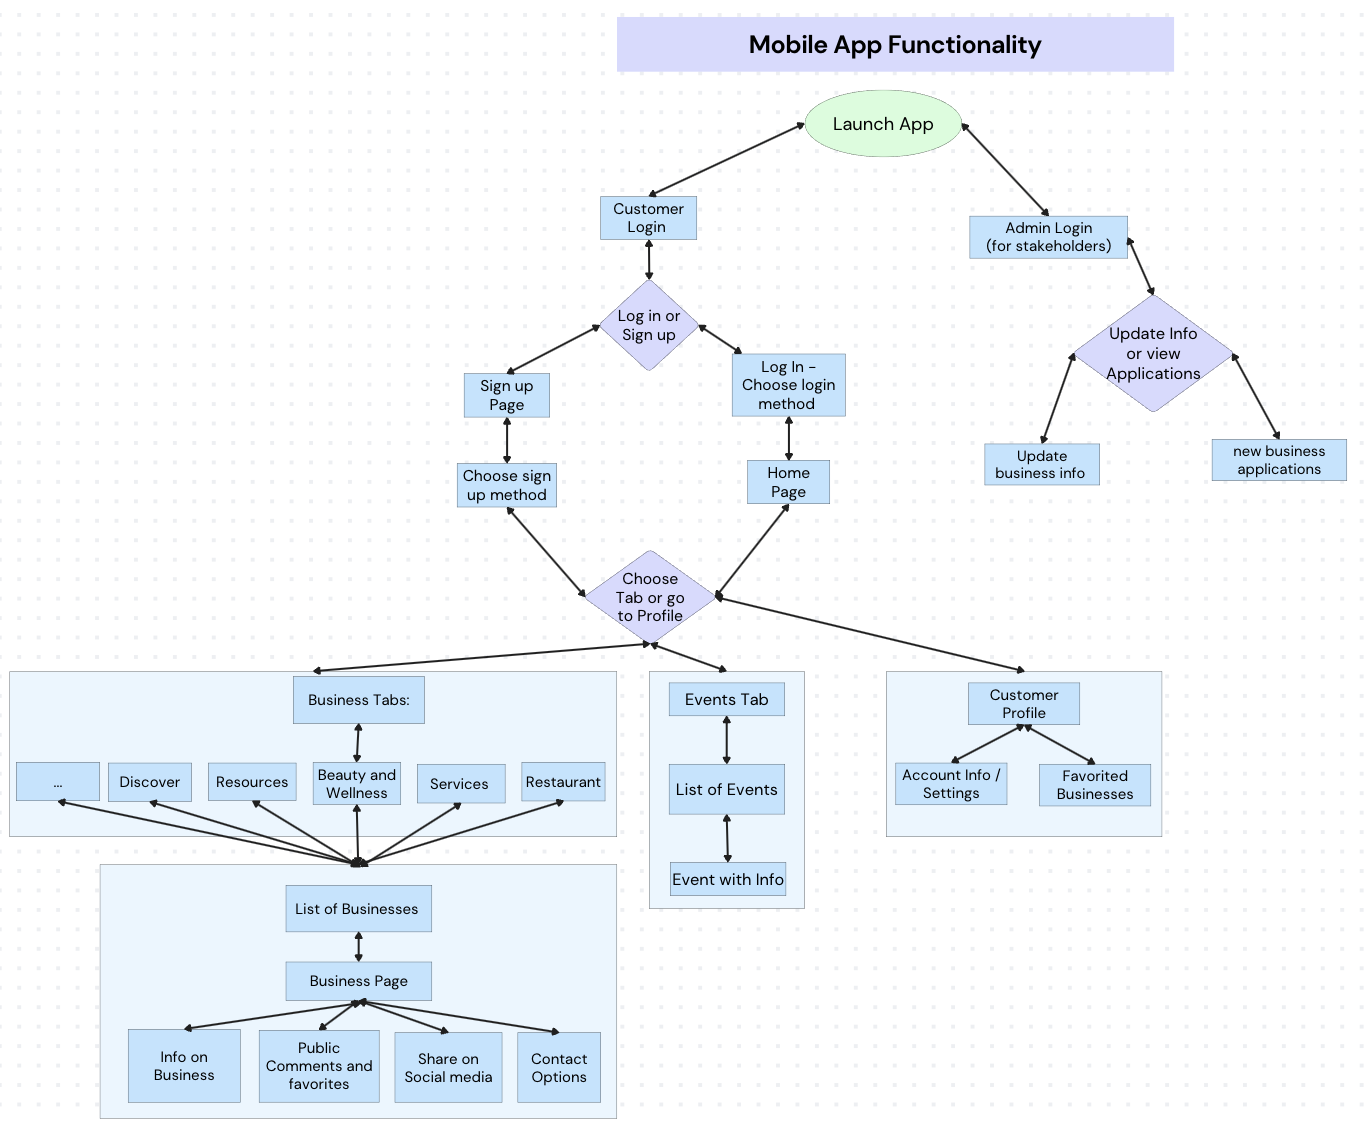 Mobile App Functionality
Launch App
Customer
Login
Admin Login
(for stakeholders)
Log in or
Sign up
Update Info
or view
Applications
Sign up
Page
Log In -
Choose login
method
Update
business info
new business
applications
Choose sign
up method
Home
Page
Choose
Tab or go
to Profile
Business Tabs:
Events Tab
Customer
Profile
...
Discover
Resources
Beauty and
Wellness
Services
Restaurant
List of Events
Account Info /
Settings
Favorited
Businesses
Event with Info
List of Businesses
Business Page
Info on
Business
Public
Comments and
favorites
Share on
Social media
Contact
Options